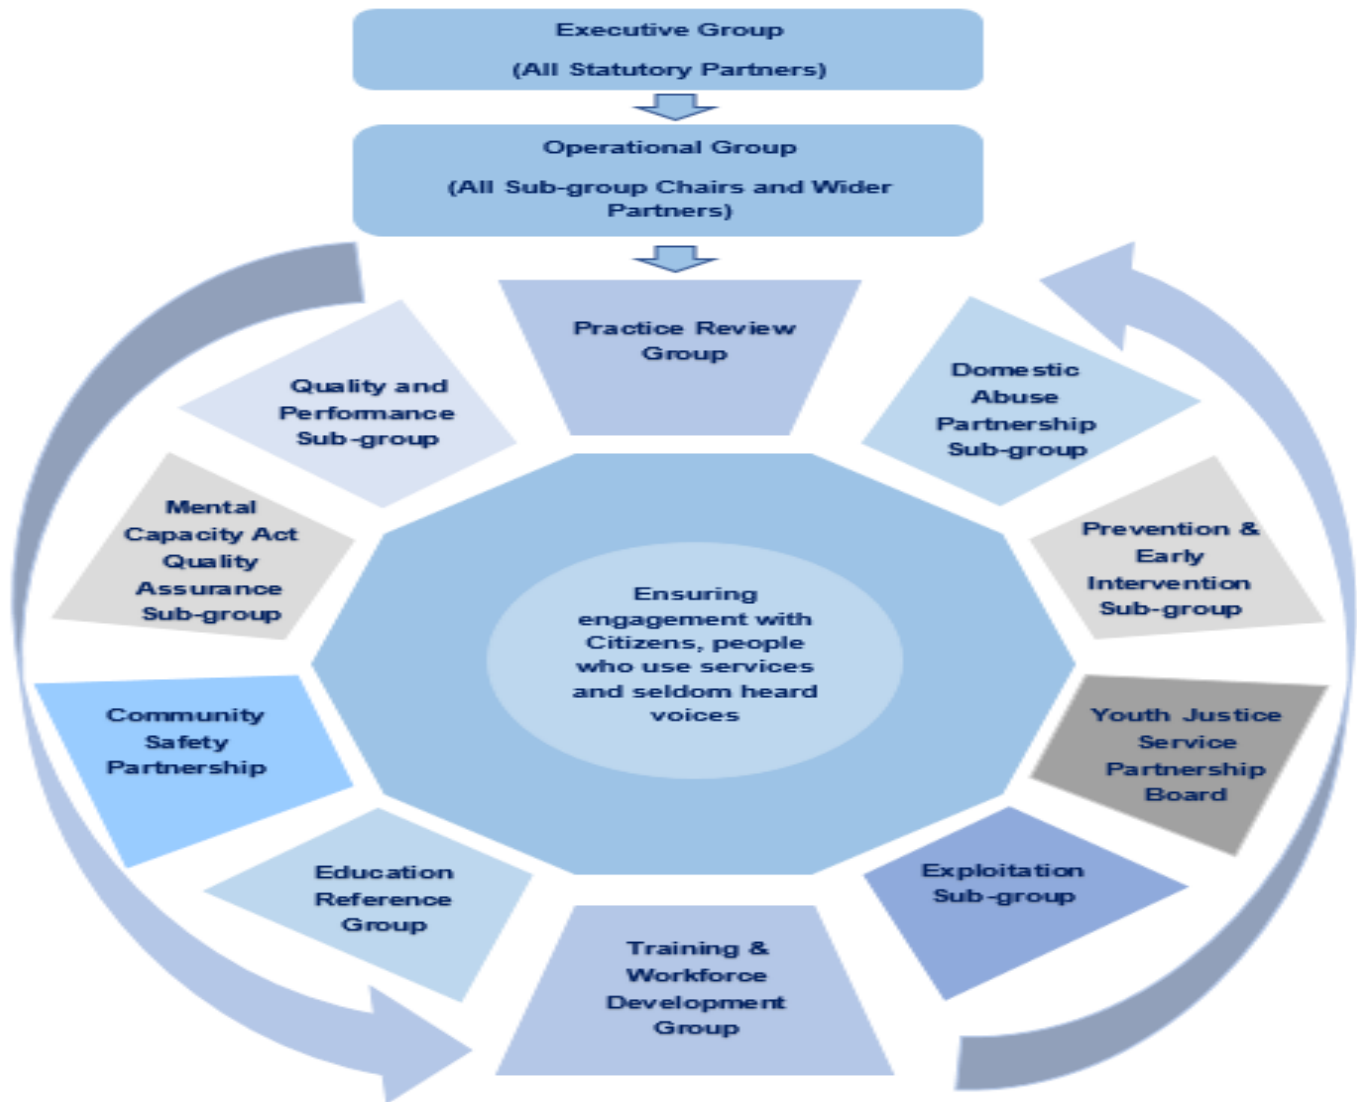 Executive Group
(All Statutory Partners)
Operational Group
(All Sub-group Chairs and Wider
Partners)
Practice Review
Group
Domestic
Abuse
Partnership
Sub-group
Prevention &
Early
Intervention
Sub-group
Youth Justice
Service
Partnership
Board
Exploitation
Sub-group
Training &
Workforce
Development
Group
Education
Reference
Group
Community
Safety
Partnership
Mental
Capacity Act
Quality
Assurance
Sub-group
Quality and
Performance
Sub-group
Ensuring
engagement with
Citizens, people
who use services
and seldom heard
voices